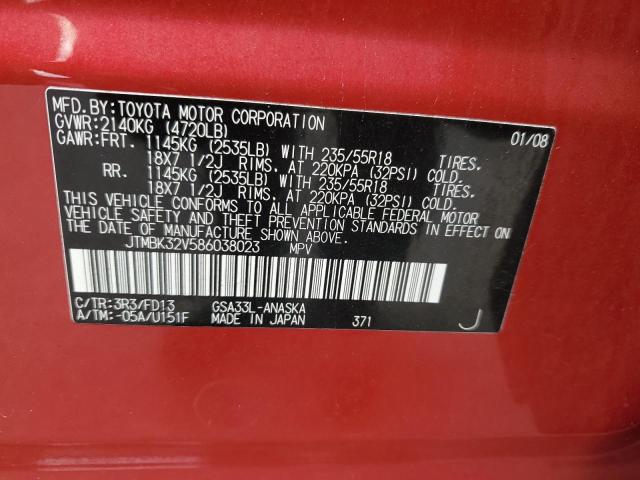 MFD.BY:TOYOTA MOTOR CORPORATION 01/08
GVWR:2140KG (4720LB)
GAWR:FRT. 1145KG (2535LB) WITH 235/55R18 TIRES.
18X7 1/2J RIMS. AT 220KPA (32PSI) COLD.
RR. 1145KG (2535LB) WITH 235/55R18 TIRES.
18X7 1/2J RIMS. AT 220KPA (32PSI) COLD.
THIS VEHICLE CONFORMS TO ALL APPLICABLE FEDERAL MOTOR
VEHICLE SAFETY AND THEFT PREVENTION STANDARDS IN EFFECT ON
THE DATE OF MANUFACTURE SHOWN ABOVE.
JTMBK32V586038023 MPV
C/TR:3R3/FD13 GSA33L-ANASKA
A/TM:-05A/U151F MADE IN JAPAN 371 J